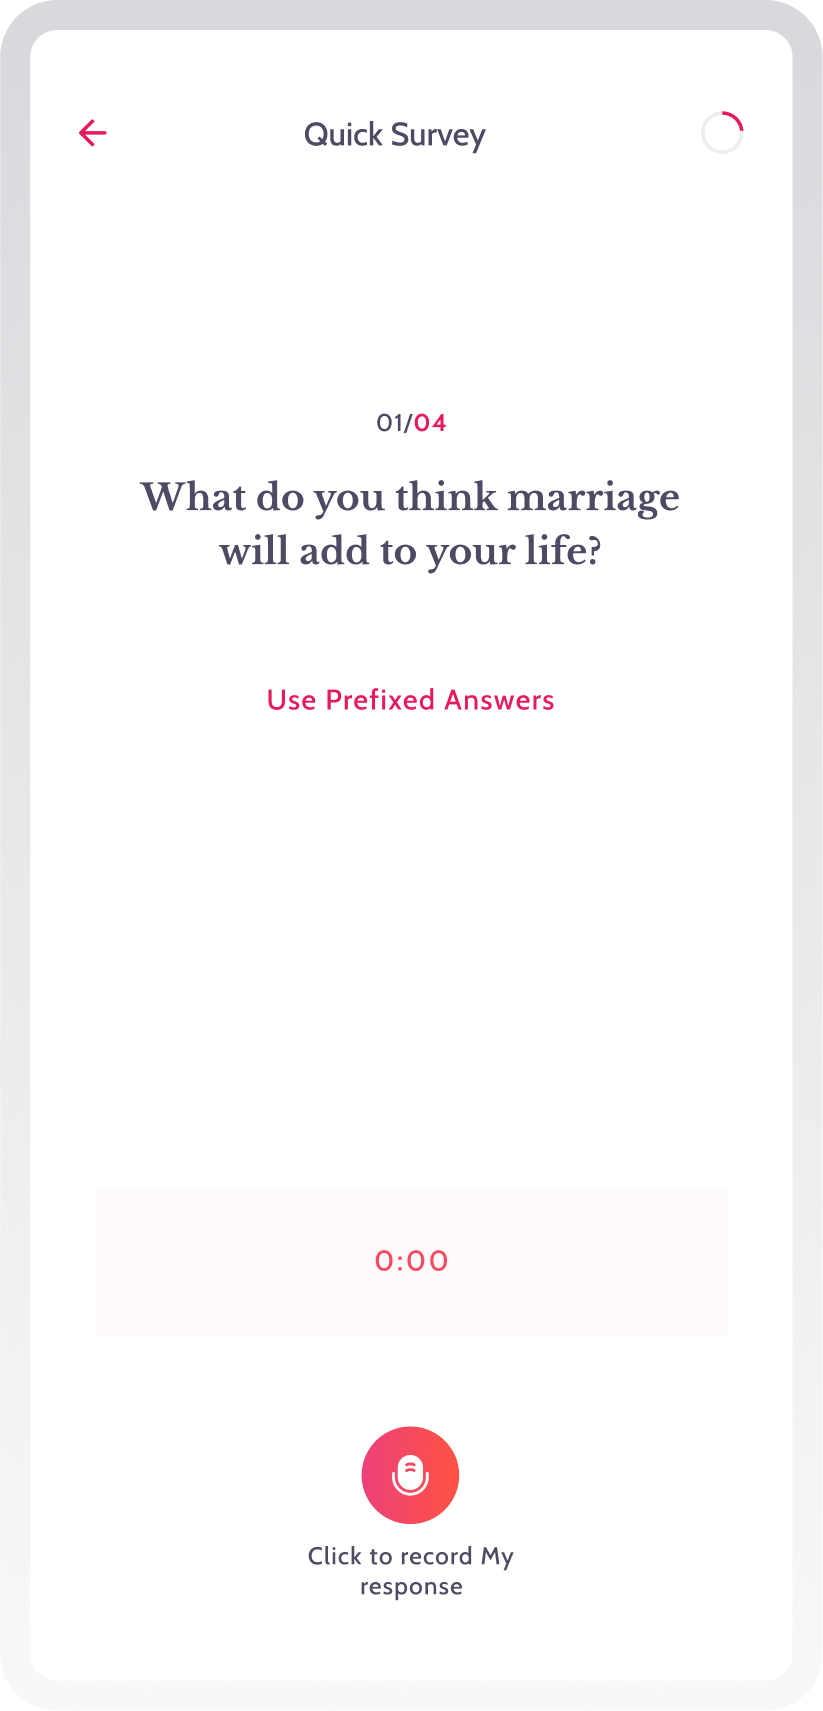 Quick Survey
01/04
What do you think marriage
will add to your life?
Use Prefixed Answers
0:00
Click to record My
response